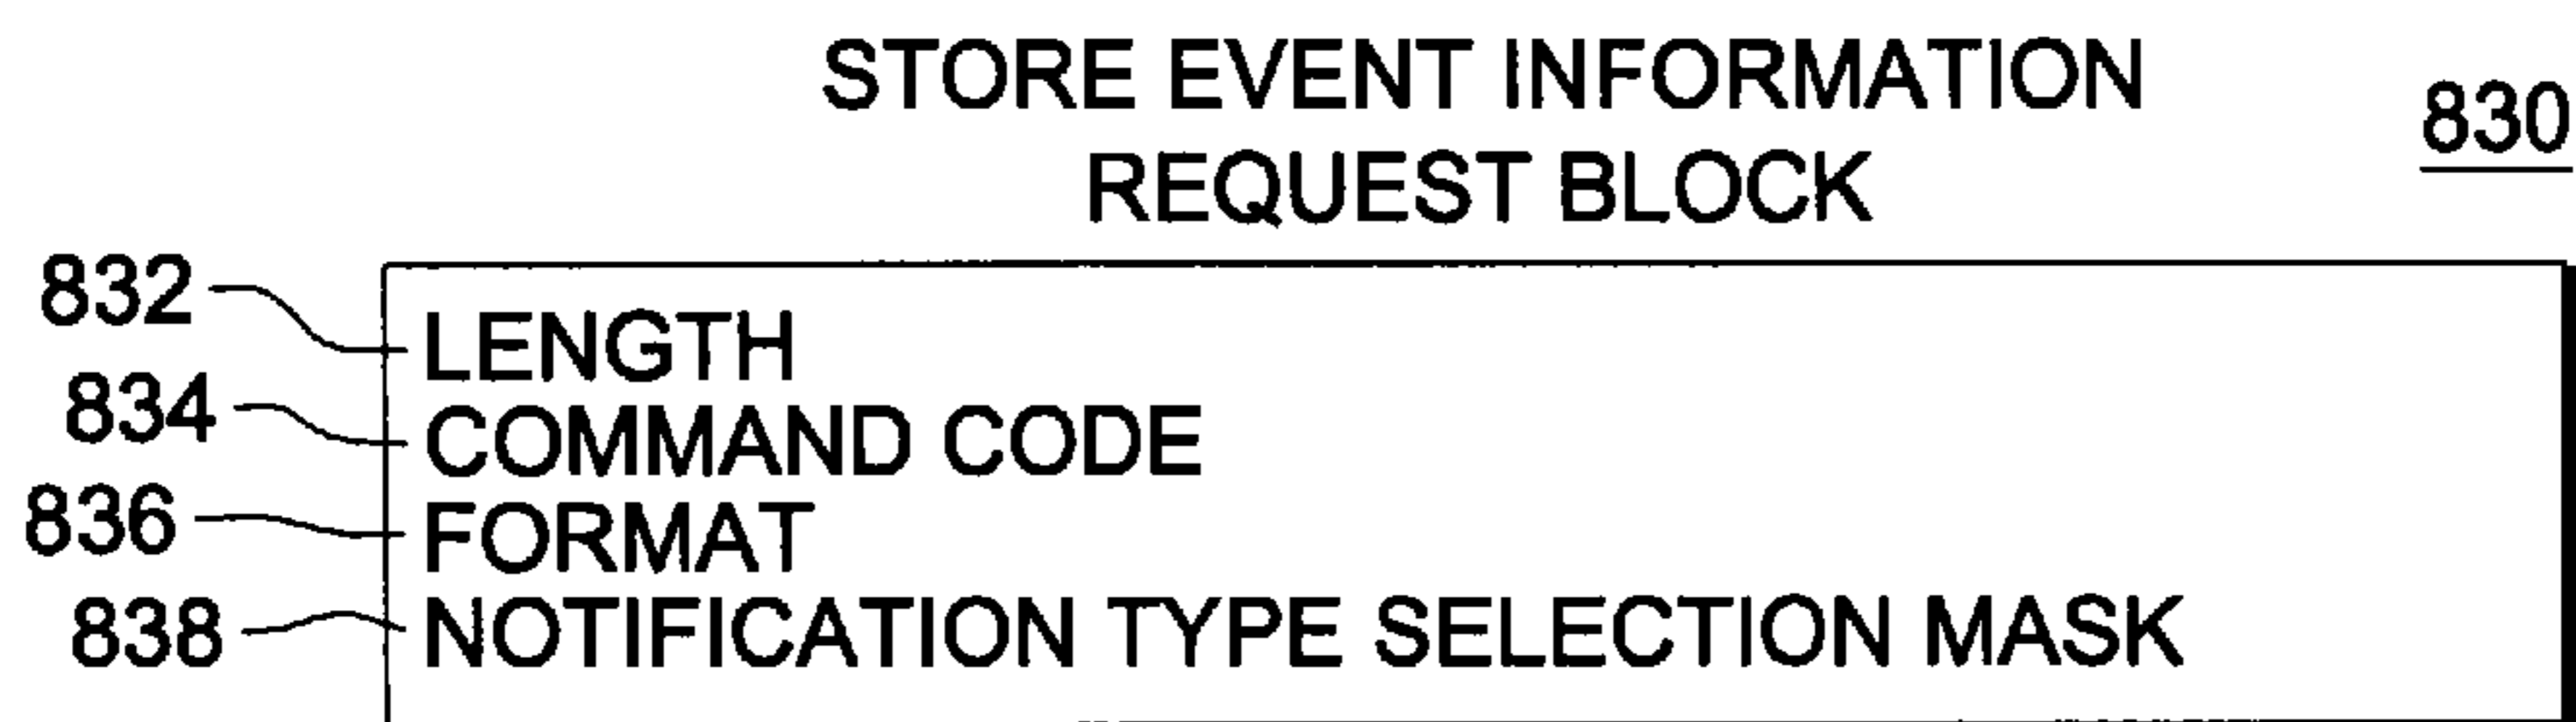 STORE EVENT INFORMATION
REQUEST BLOCK
830
832 LENGTH
834 COMMAND CODE
836 FORMAT
838 NOTIFICATION TYPE SELECTION MASK